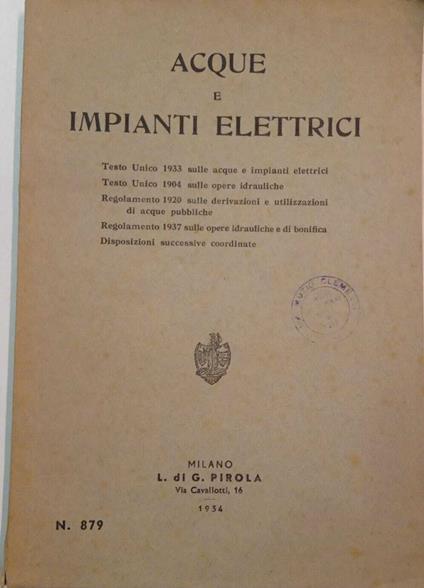 ACQUE
E
IMPIANTI ELETTRICI
Testo Unico 1933 sulle acque e impianti elettrici
Testo Unico 1904 sulle opere idrauliche
Regolamento 1920 sulle derivazioni e utilizzazioni
di acque pubbliche
Regolamento 1937 sulle opere idrauliche e di bonifica
Disposizioni successive coordinate
MUZIO CLEMENTI
MILANO
L. di G. PIROLA
Via Cavallotti, 16
1954
N. 879